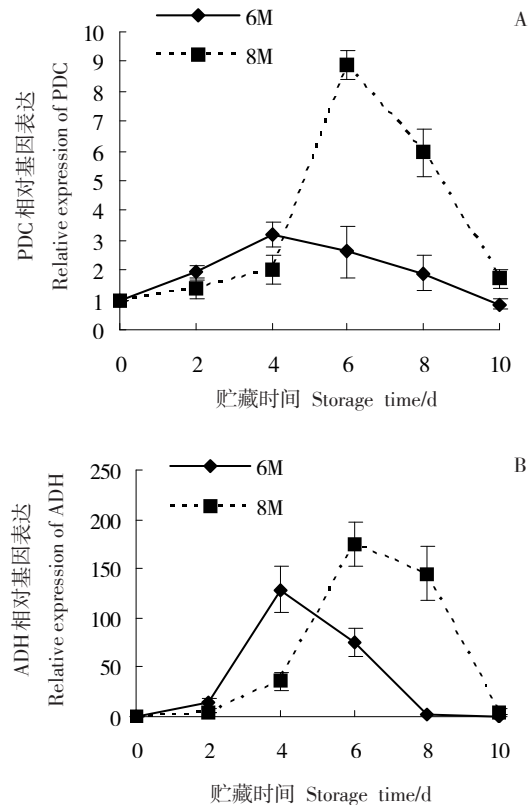 6M
8M
A
10
9
8
7
6
5
4
3
2
1
0
PDC相对基因表达
Relative expression of PDC
0 2 4 6 8 10
贮藏时间 Storage time/d
6M
8M
B
250
200
150
100
50
0
ADH相对基因表达
Relative expression of ADH
0 2 4 6 8 10
贮藏时间 Storage time/d